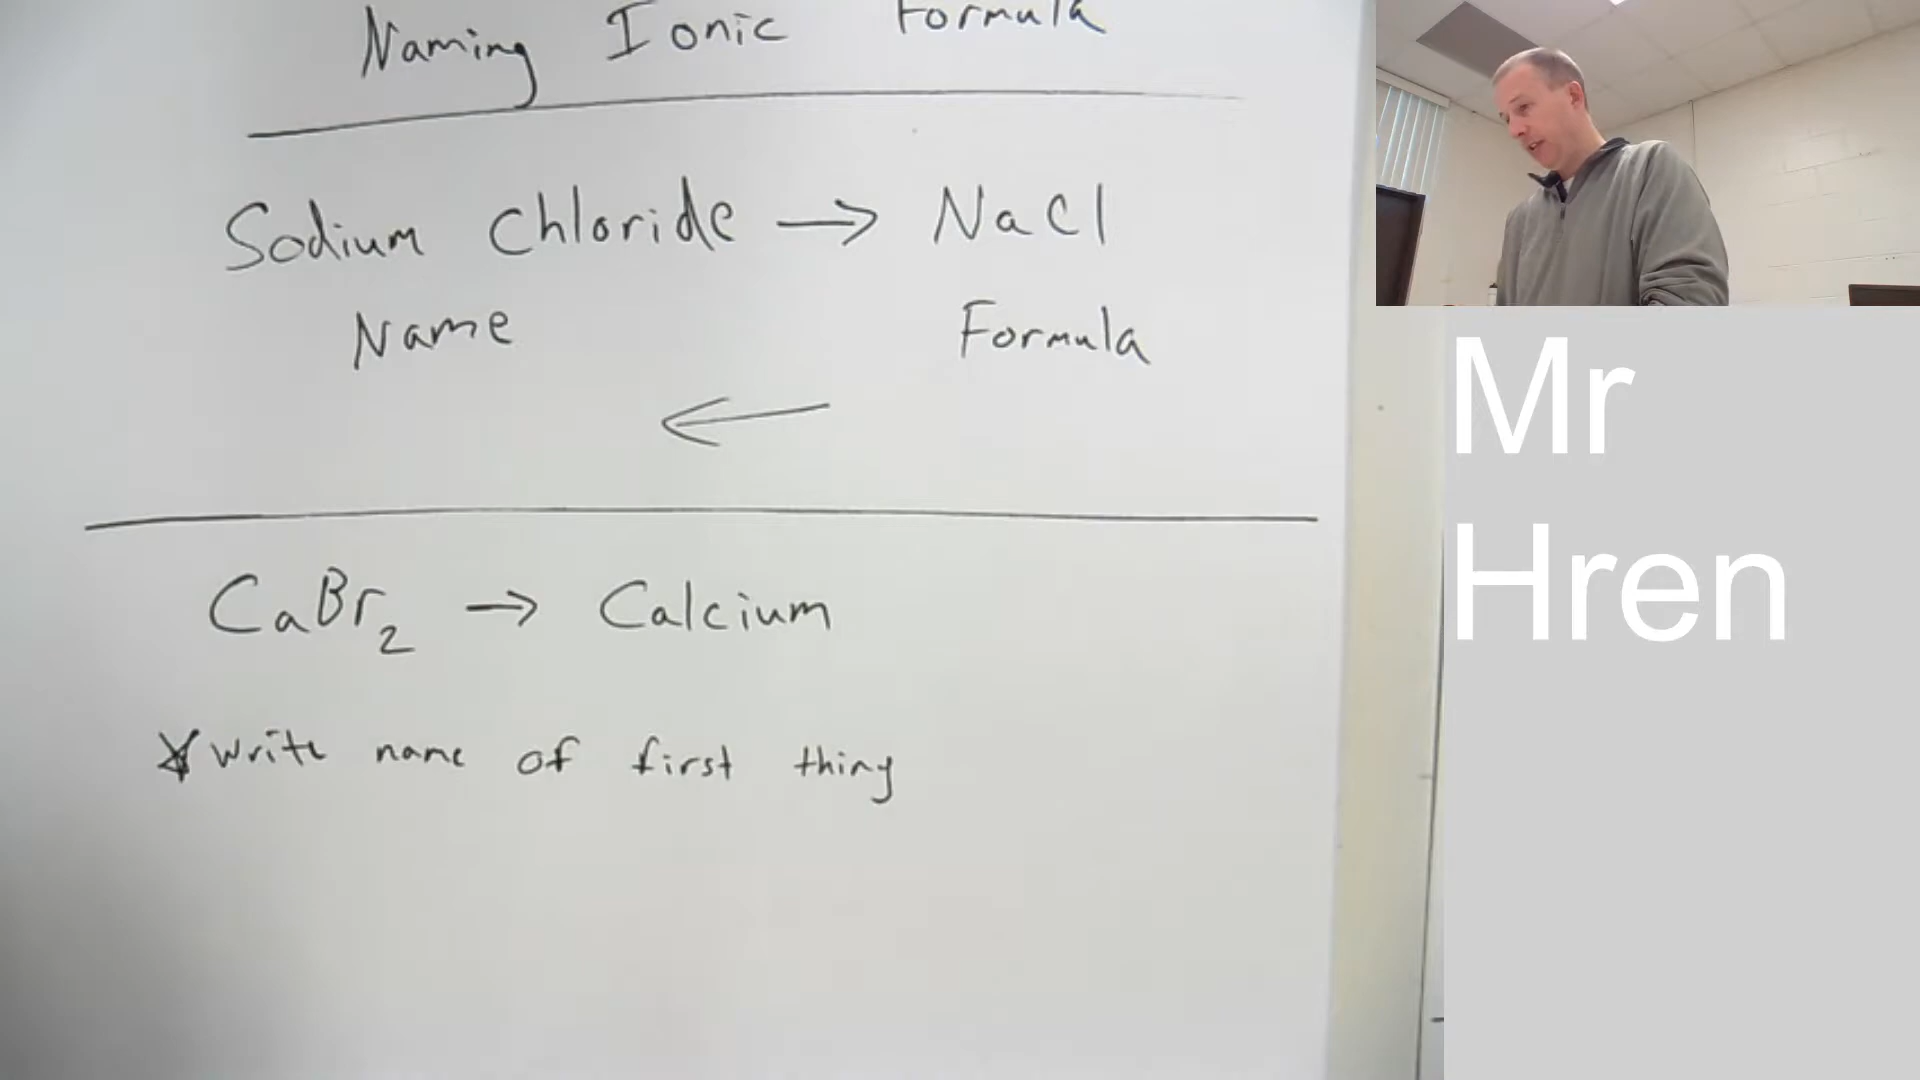 Naming Ionic Formula
Sodium Chloride → NaCl
Name Formula
←
CaBr₂ → Calcium
* Write name of first thing
Mr
Hren